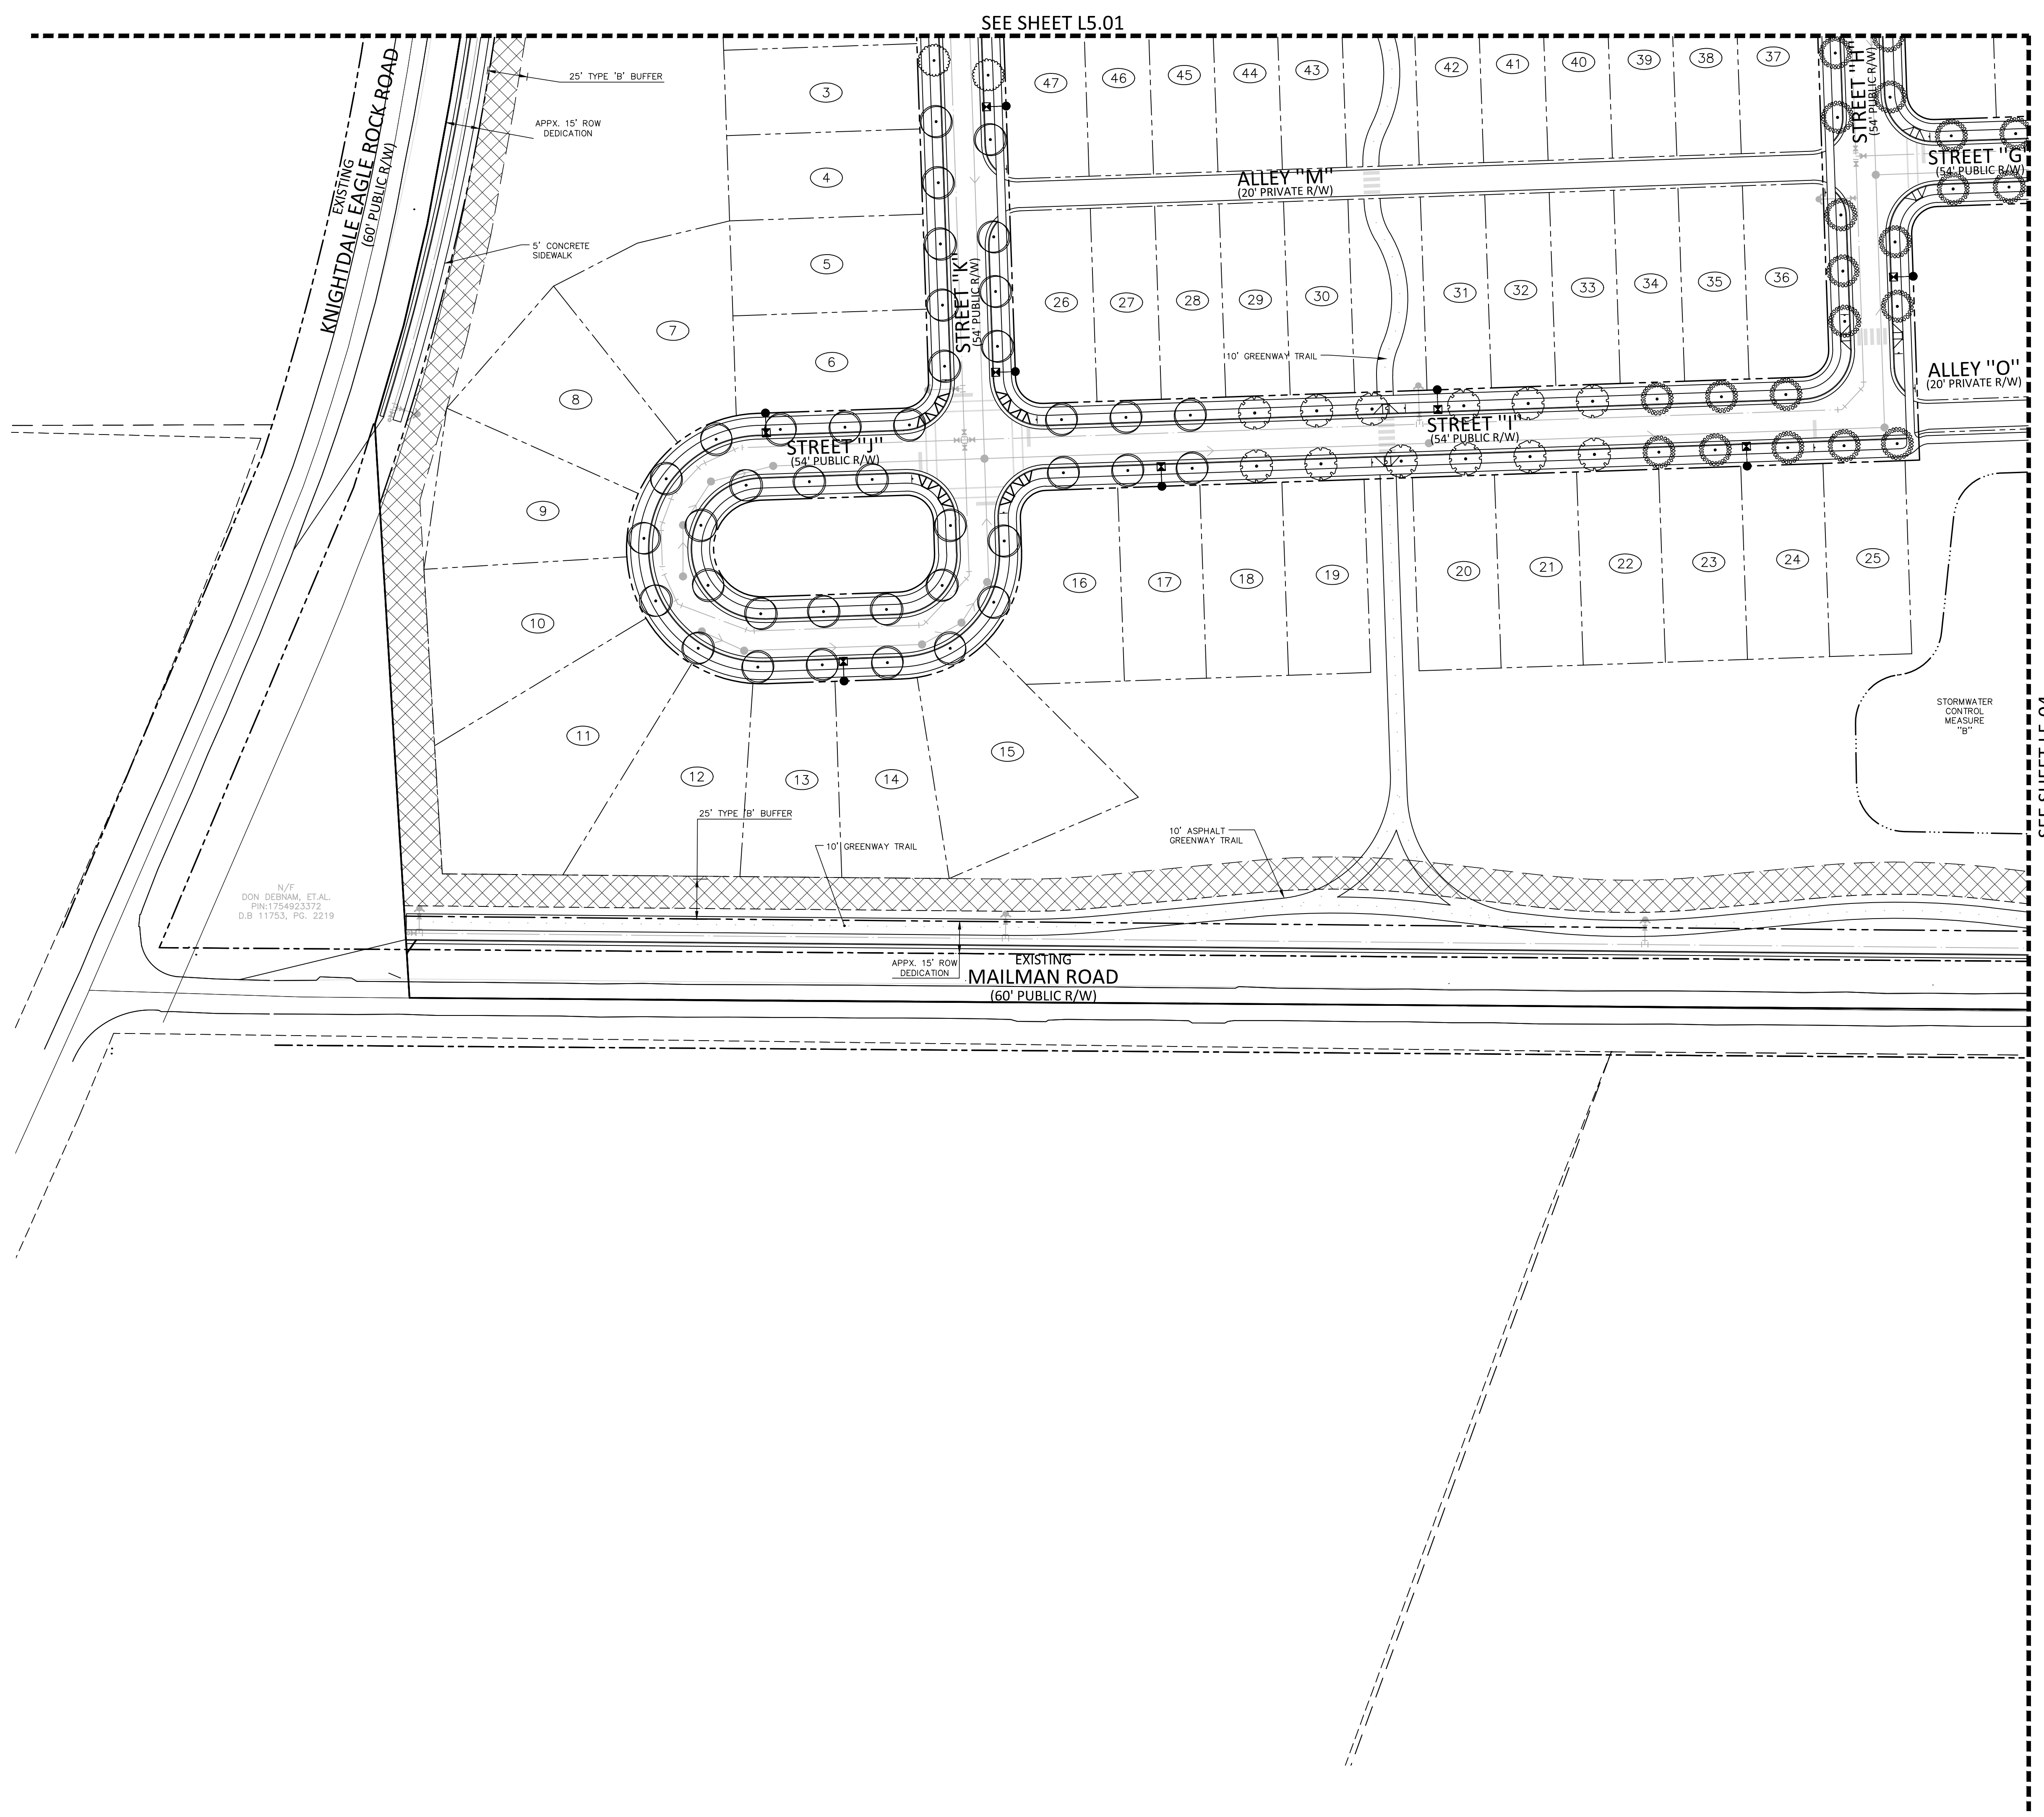 SEE SHEET L5.01
EXISTING
KNIGHTDALE EAGLE ROCK ROAD
(60' PUBLIC R/W)
25' TYPE 'B' BUFFER
APPX. 15' ROW
DEDICATION
5' CONCRETE
SIDEWALK
3
4
5
6
7
8
9
10
11
12
13
14
15
STREET "K"
(54' PUBLIC R/W)
47
46
45
44
43
42
41
40
39
38
37
ALLEY "M"
(20' PRIVATE R/W)
26
27
28
29
30
31
32
33
34
35
36
10' GREENWAY TRAIL
STREET "H"
(54' PUBLIC R/W)
STREET "G"
(54' PUBLIC R/W)
ALLEY "O"
(20' PRIVATE R/W)
STREET "J"
(54' PUBLIC R/W)
STREET "I"
(54' PUBLIC R/W)
16
17
18
19
20
21
22
23
24
25
STORMWATER
CONTROL
MEASURE
"B"
SEE SHEET L5.04
25' TYPE 'B' BUFFER
10' GREENWAY TRAIL
10' ASPHALT
GREENWAY TRAIL
N/F
DON DEBNAM, ET.AL.
PIN:1754923372
D.B 11753, PG. 2219
APPX. 15' ROW
DEDICATION
EXISTING
MAILMAN ROAD
(60' PUBLIC R/W)